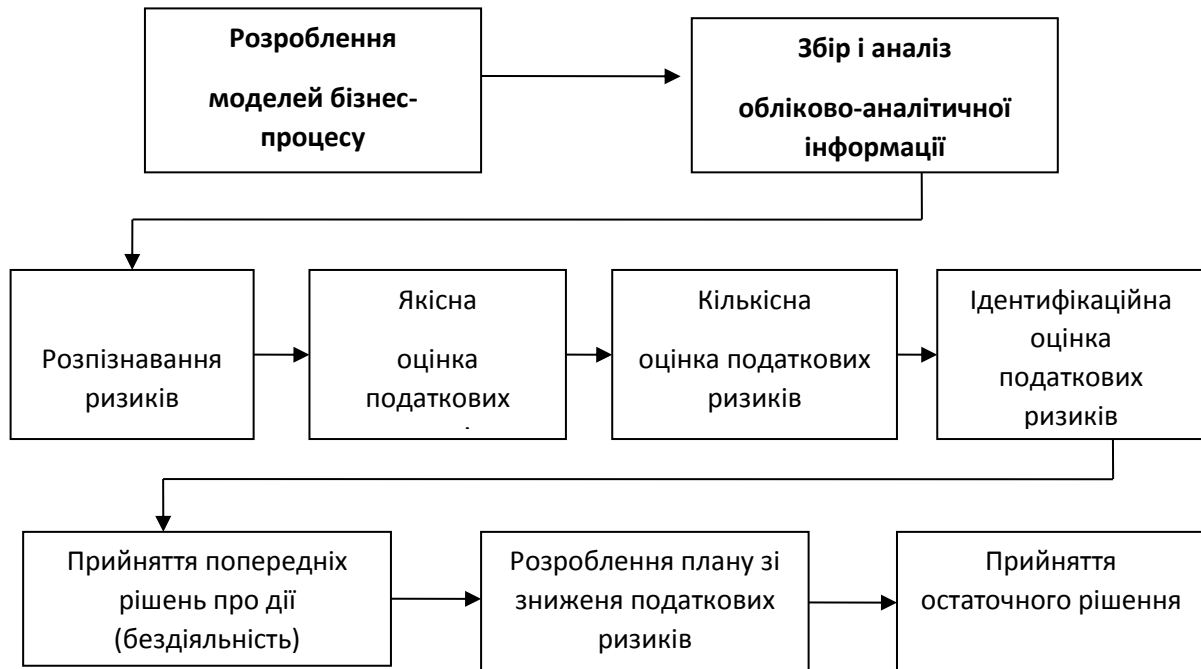 Розроблення
моделей бізнес-
процесу
Збір і аналіз
обліково-аналітичної
інформації
Розпізнавання
ризиків
Якісна
оцінка
податкових
Кількісна
оцінка податкових
ризиків
Ідентифікаційна
оцінка
податкових
ризиків
Прийняття попередніх
рішень про дії
(бездіяльність)
Розроблення плану зі
зниженя податкових
ризиків
Прийняття
остаточного рішення